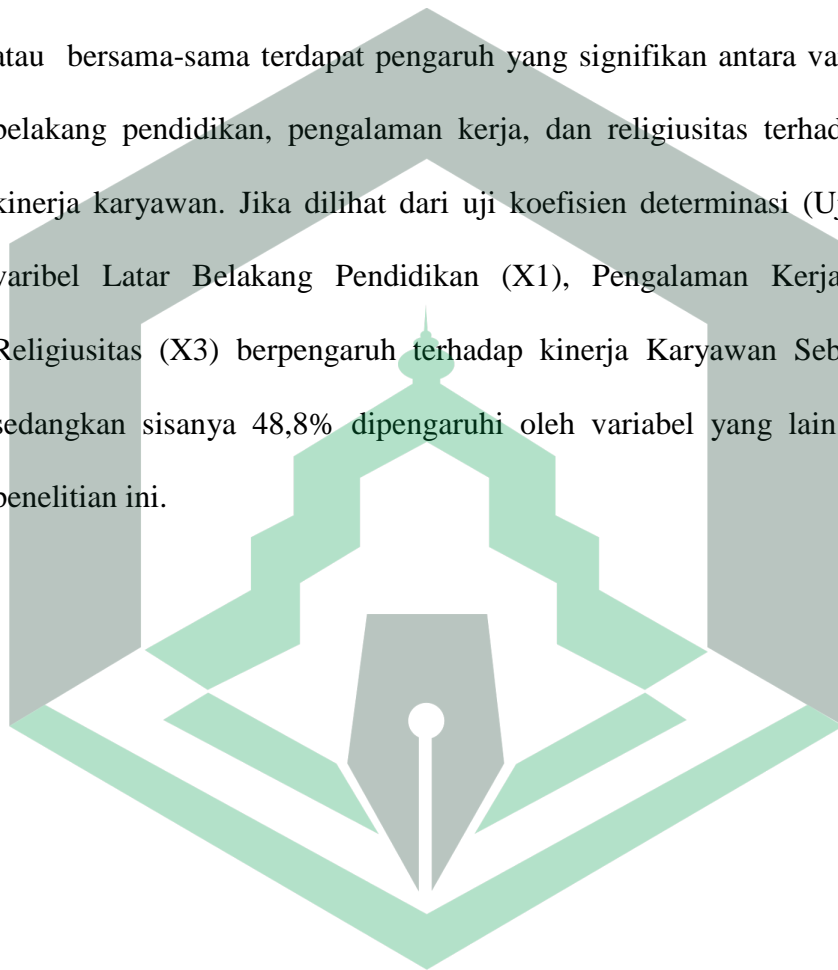 atau bersama-sama terdapat pengaruh yang signifikan antara va
belakang pendidikan, pengalaman kerja, dan religiusitas terhad
kinerja karyawan. Jika dilihat dari uji koefisien determinasi (Uj
varibel Latar Belakang Pendidikan (X1), Pengalaman Kerja
Religiusitas (X3) berpengaruh terhadap kinerja Karyawan Seb
sedangkan sisanya 48,8% dipengaruhi oleh variabel yang lain
penelitian ini.